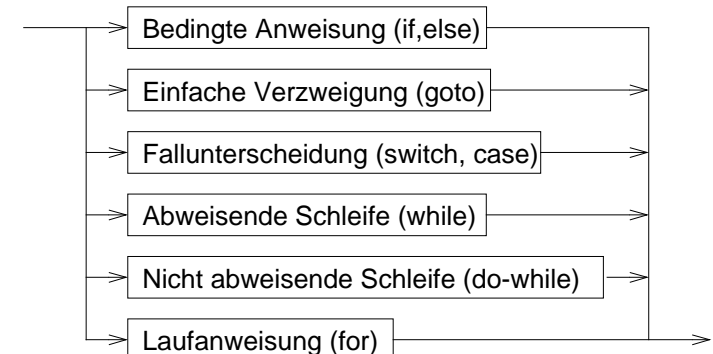 Bedingte Anweisung (if,else)
Einfache Verzweigung (goto)
Fallunterscheidung (switch, case)
Abweisende Schleife (while)
Nicht abweisende Schleife (do-while)
Laufanweisung (for)